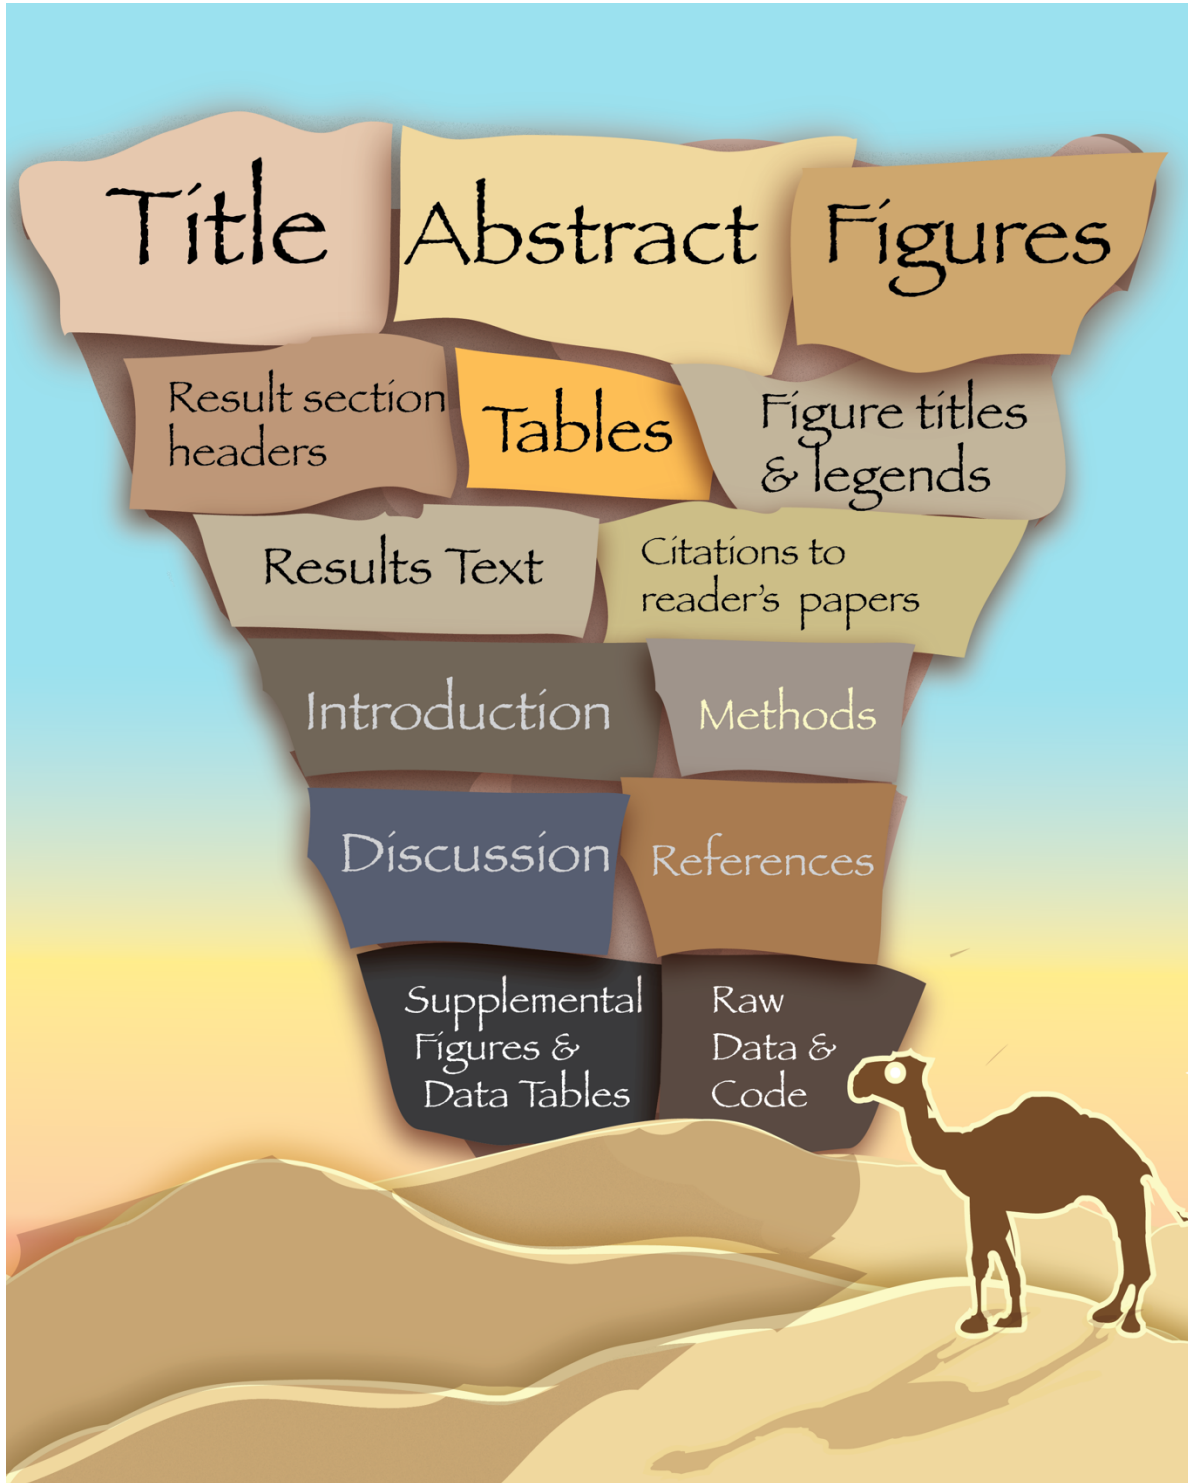 Title
Abstract
Figures
Result section
headers
Tables
Figure titles
& legends
Results Text
Citations to
reader's papers
Introduction
Methods
Discussion
References
Supplemental
Figures &
Data Tables
Raw
Data &
Code